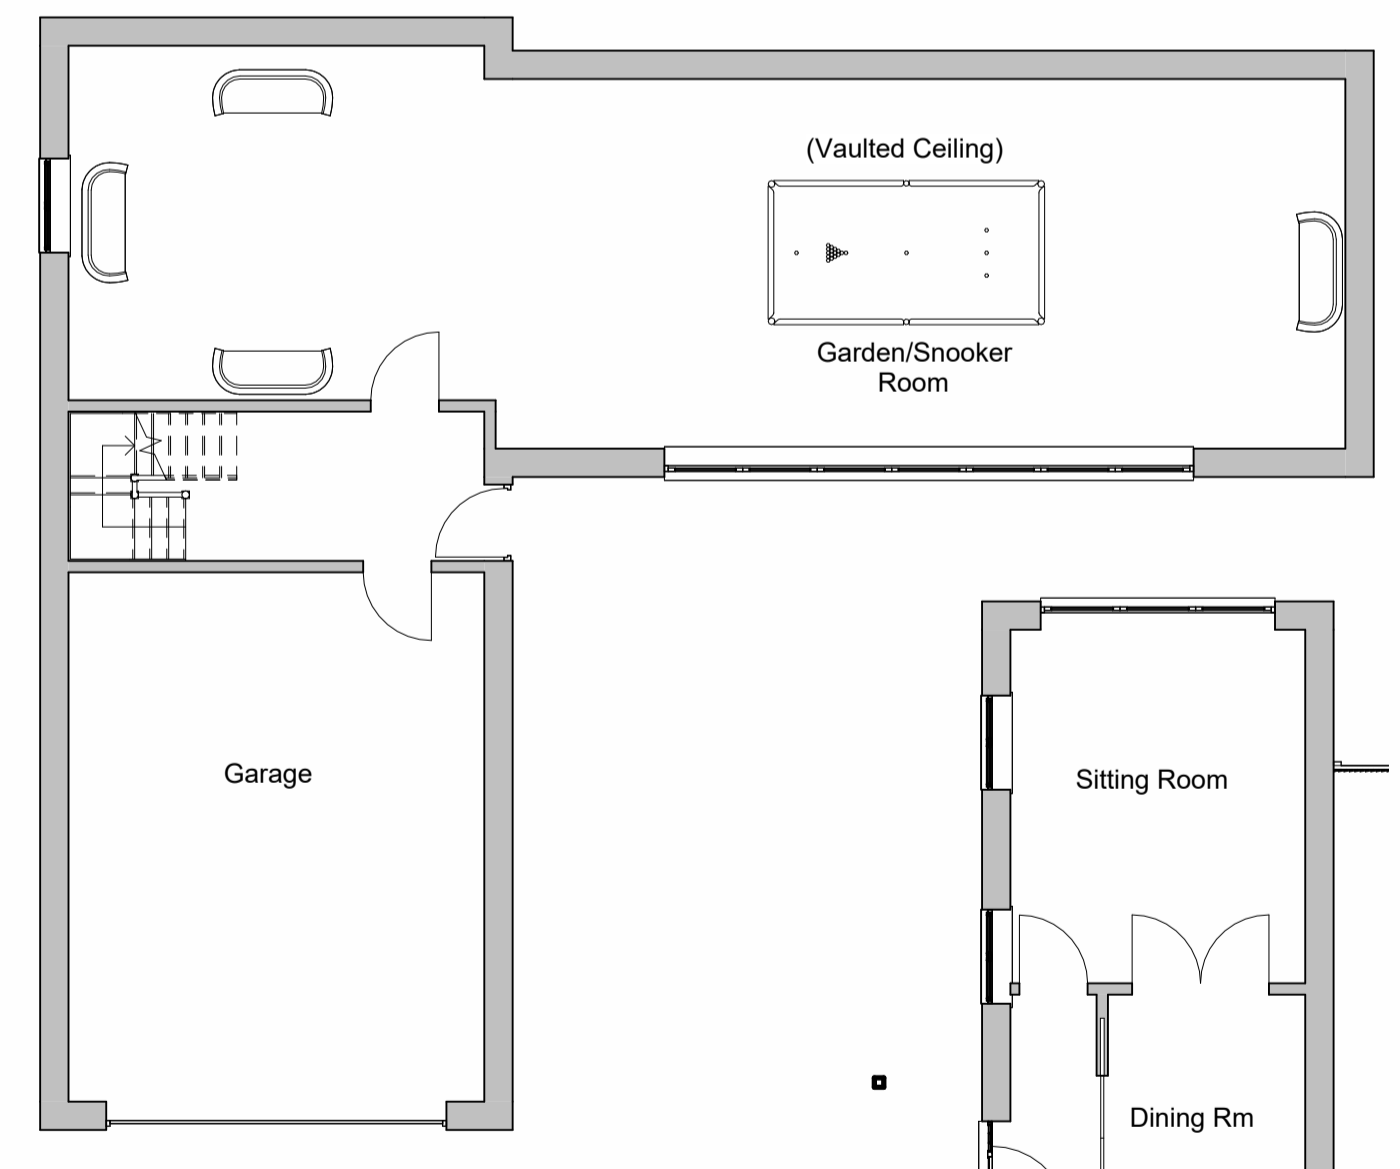 (Vaulted Ceiling)
Garden/Snooker
Room
Garage
Sitting Room
Dining Rm